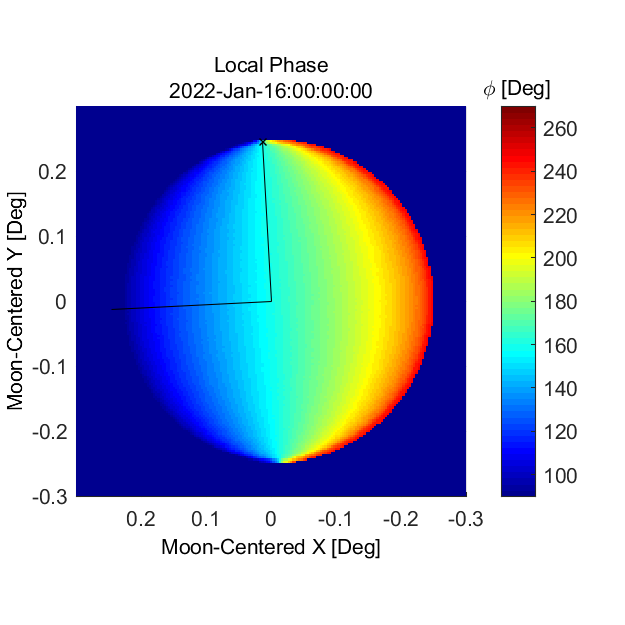 Local Phase
2022-Jan-16:00:00:00:00
ϕ [Deg]
260
240
220
200
180
160
140
120
100
Moon-Centered Y [Deg]
0.2
0.1
0
-0.1
-0.2
-0.3
0.2 0.1 0 -0.1 -0.2 -0.3
Moon-Centered X [Deg]